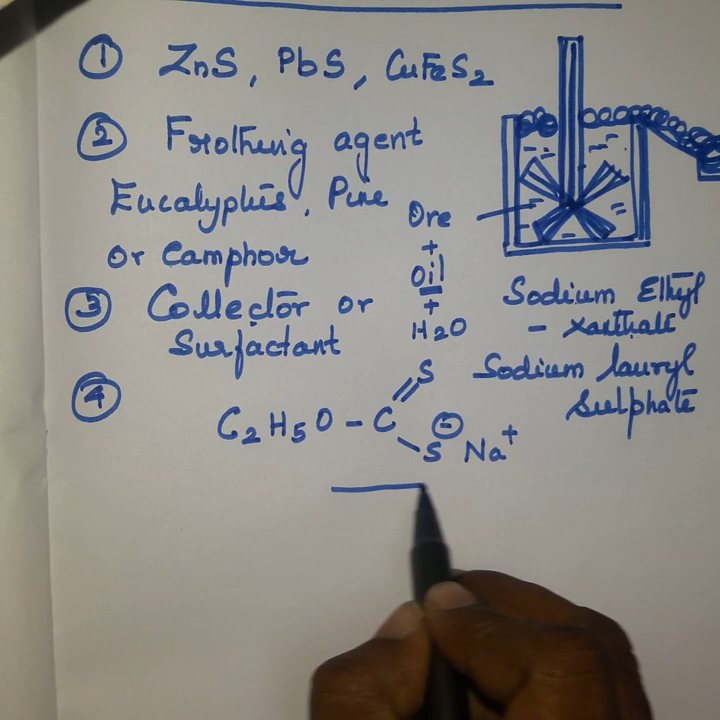 ① ZnS, PbS, CuFeS2
② Frothing agent
Eucalyptus, Pine
or Camphor
③ Collector or
Surfactant
④
C2H5O - C
S
S ⊖ Na+
Ore
+
Oil
+
H2O
Sodium Ethyl
- xanthate
Sodium lauryl
Sulphate